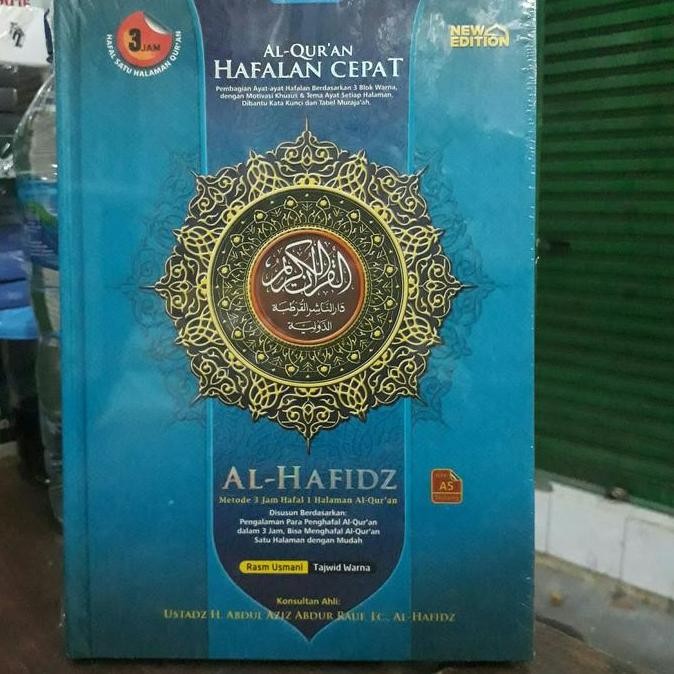 3 JAM
HAFAL SATU HALAMAN QUR'AN
NEW
EDITION
AL-QUR'AN
HAFALAN CEPAT
Pembagian Ayat-ayat Hafalan Berdasarkan 3 Blok Warna,
dengan Motivasi Khusus & Tema Ayat Setiap Halaman,
Dibantu Kata Kunci dan Tabel Muraja'ah.
القرآن الكريم
دار الناشر القرطبة
الدولية
AL-HAFIDZ
Metode 3 Jam Hafal 1 Halaman Al-Qur'an
Disusun Berdasarkan:
Pengalaman Para Penghafal Al-Qur'an
dalam 3 Jam, Bisa Menghafal Al-Qur'an
Satu Halaman dengan Mudah
A5
Rasm Usmani Tajwid Warna
Konsultan Ahli:
USTADZ H. ABDUL AZIZ ABDUR RAUF, Lc., AL-HAFIDZ